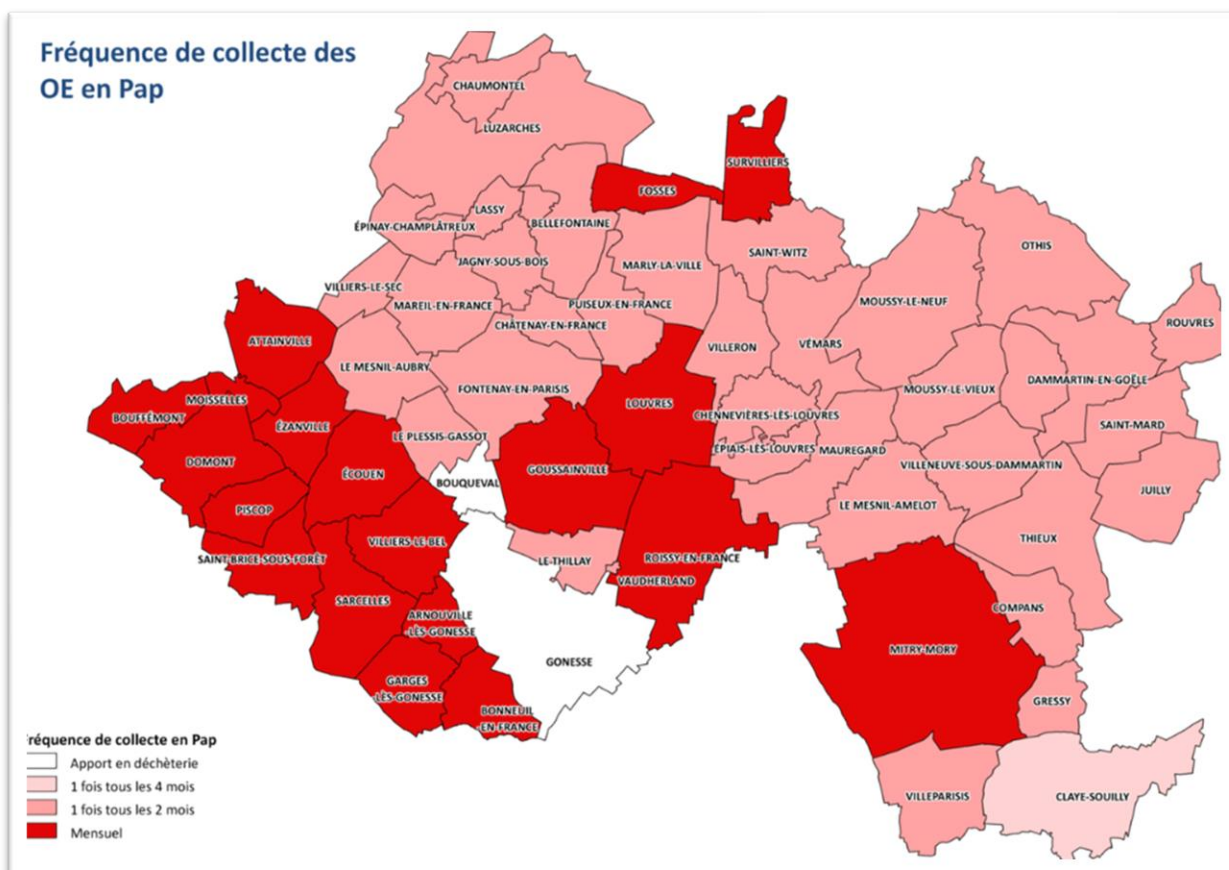 Fréquence de collecte des
OE en Pap
CHAUMONTEL
LUZARCHES
SURVILLIERS
FOSSES
LASSY
ÉPINAY-CHAMPLÂTREUX
BELLEFONTAINE
OTHIS
SAINT-WITZ
JAGNY-SOUS-BOIS
MARLY-LA-VILLE
VILLIERS-LE-SEC
MAREIL-EN-FRANCE
PUISEUX-EN-FRANCE
MOUSSY-LE-NEUF
CHÂTENAY-EN-FRANCE
ROUVRES
ATTAINVILLE
VILLERON
VÉMARS
LE MESNIL-AUBRY
FONTENAY-EN-PARISIS
MOUSSY-LE-VIEUX
DAMMARTIN-EN-GOËLE
MOISSELLES
LOUVRES
BOUFFÉMONT
CHENNEVIÈRES-LÈS-LOUVRES
ÉZANVILLE
SAINT-MARD
LE PLESSIS-GASSOT
ÉPIAIS-LÈS-LOUVRES
MAUREGARD
DOMONT
VILLENEUVE-SOUS-DAMMARTIN
ÉCOUEN
GOUSSAINVILLE
BOUQUEVAL
JUILLY
LE MESNIL-AMELOT
PISCOP
THIEUX
VILLIERS-LE-BEL
SAINT-BRICE-SOUS-FORÊT
LE-THILLAY
ROISSY-EN-FRANCE
VAUDHERLAND
SARCELLES
COMPANS
ARNOUVILLE
-LÈS-GONESSE
MITRY-MORY
GONESSE
GARGES
-LÈS-GONESSE
GRESSY
BONNEUIL
-EN-FRANCE
VILLEPARISIS
CLAYE-SOUILLY
réquence de collecte en Pap
Apport en déchèterie
1 fois tous les 4 mois
1 fois tous les 2 mois
Mensuel